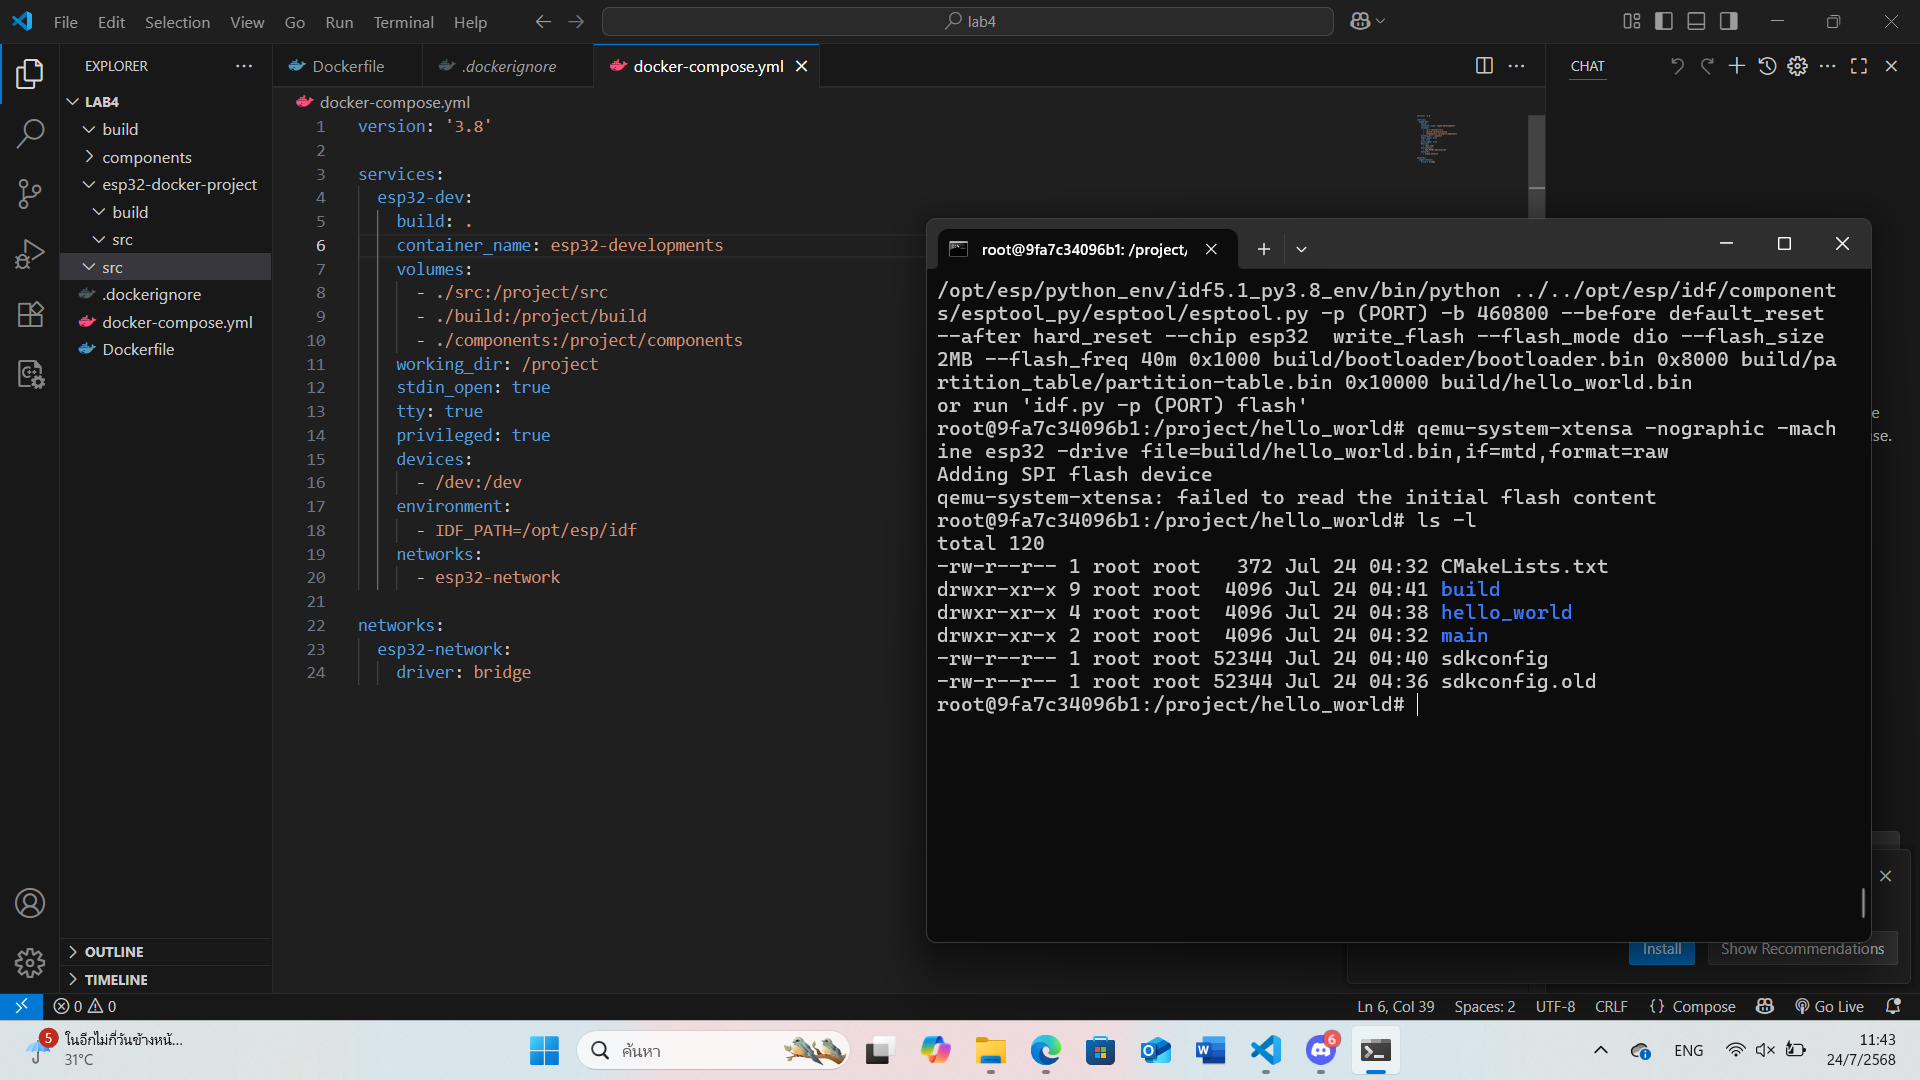 File Edit Selection View Go Run Terminal Help
lab4
EXPLORER
LAB4
build
components
esp32-docker-project
build
src
src
.dockerignore
docker-compose.yml
Dockerfile
OUTLINE
TIMELINE
Dockerfile
.dockerignore
docker-compose.yml
docker-compose.yml
1 version: '3.8'
2
3 services:
4 esp32-dev:
5 build: .
6 container_name: esp32-developments
7 volumes:
8 - ./src:/project/src
9 - ./build:/project/build
10 - ./components:/project/components
11 working_dir: /project
12 stdin_open: true
13 tty: true
14 privileged: true
15 devices:
16 - /dev:/dev
17 environment:
18 - IDF_PATH=/opt/esp/idf
19 networks:
20 - esp32-network
21
22 networks:
23 esp32-network:
24 driver: bridge
CHAT
root@9fa7c34096b1: /project/
/opt/esp/python_env/idf5.1_py3.8_env/bin/python ../../opt/esp/idf/component
s/esptool_py/esptool/esptool.py -p (PORT) -b 460800 --before default_reset
--after hard_reset --chip esp32  write_flash --flash_mode dio --flash_size
2MB --flash_freq 40m 0x1000 build/bootloader/bootloader.bin 0x8000 build/pa
rtition_table/partition-table.bin 0x10000 build/hello_world.bin
or run 'idf.py -p (PORT) flash'
root@9fa7c34096b1:/project/hello_world# qemu-system-xtensa -nographic -mach
ine esp32 -drive file=build/hello_world.bin,if=mtd,format=raw
Adding SPI flash device
qemu-system-xtensa: failed to read the initial flash content
root@9fa7c34096b1:/project/hello_world# ls -l
total 120
-rw-r--r-- 1 root root   372 Jul 24 04:32 CMakeLists.txt
drwxr-xr-x 9 root root  4096 Jul 24 04:41 build
drwxr-xr-x 4 root root  4096 Jul 24 04:38 hello_world
drwxr-xr-x 2 root root  4096 Jul 24 04:32 main
-rw-r--r-- 1 root root 52344 Jul 24 04:40 sdkconfig
-rw-r--r-- 1 root root 52344 Jul 24 04:36 sdkconfig.old
root@9fa7c34096b1:/project/hello_world#
e
se.
Install
Show Recommendations
0 0
Ln 6, Col 39
Spaces: 2
UTF-8
CRLF
{} Compose
Go Live
5
ในอีกไม่กี่วันข้างหน้...
31°C
ค้นหา
6
ENG
11:43
24/7/2568